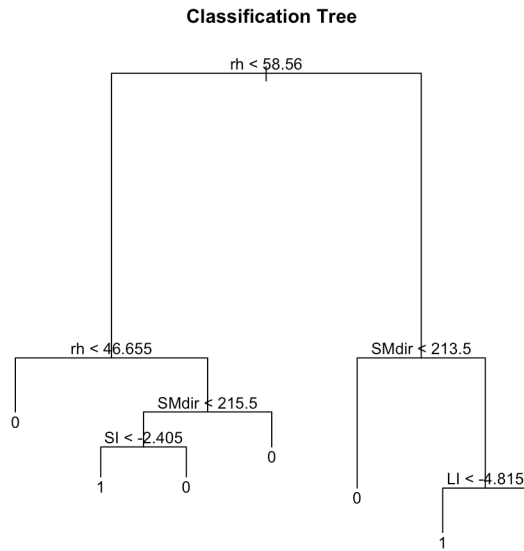 Classification Tree
rh < 58.56
rh < 46.655
SMdir < 213.5
SMdir < 215.5
0
SI < -2.405
0
LI < -4.815
1
0
0
1